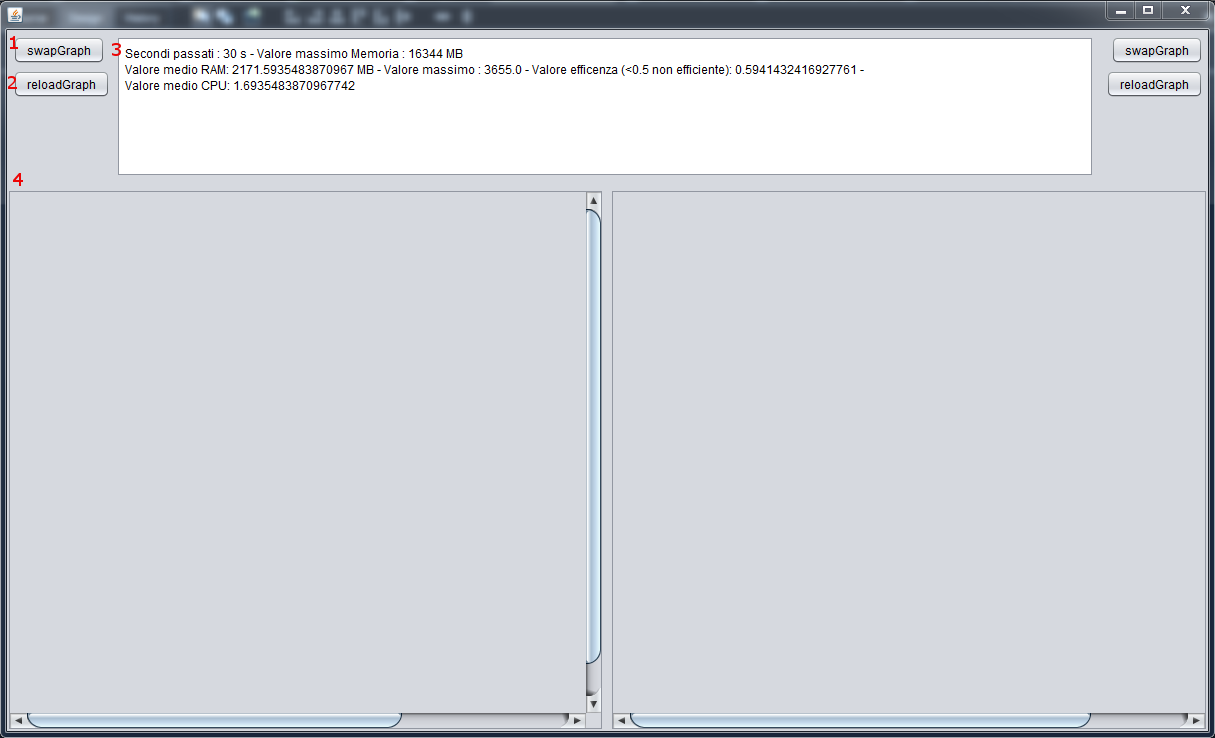 1
swapGraph
2
reloadGraph
3
Secondi passati : 30 s - Valore massimo Memoria : 16344 MB
Valore medio RAM: 2171.5935483870967 MB - Valore massimo : 3655.0 - Valore efficenza (<0.5 non efficiente): 0.5941432416927761 -
Valore medio CPU: 1.6935483870967742
swapGraph
reloadGraph
4